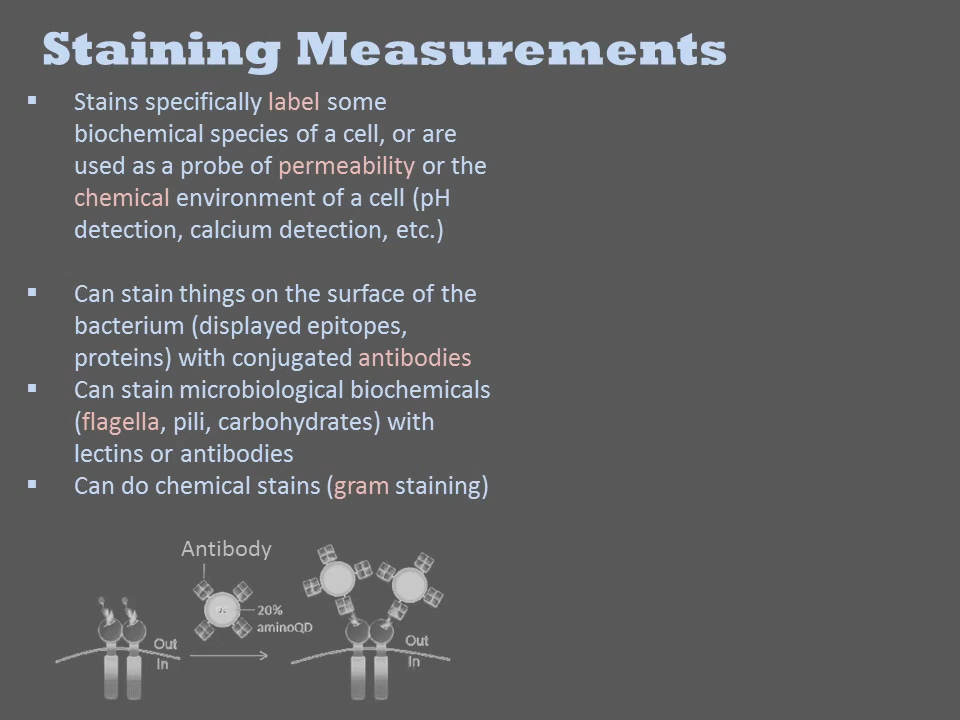 Staining Measurements
▪ Stains specifically label some
biochemical species of a cell, or are
used as a probe of permeability or the
chemical environment of a cell (pH
detection, calcium detection, etc.)
▪ Can stain things on the surface of the
bacterium (displayed epitopes,
proteins) with conjugated antibodies
▪ Can stain microbiological biochemicals
(flagella, pili, carbohydrates) with
lectins or antibodies
▪ Can do chemical stains (gram staining)
Antibody
20%
aminoQD
Out
In
Out
In